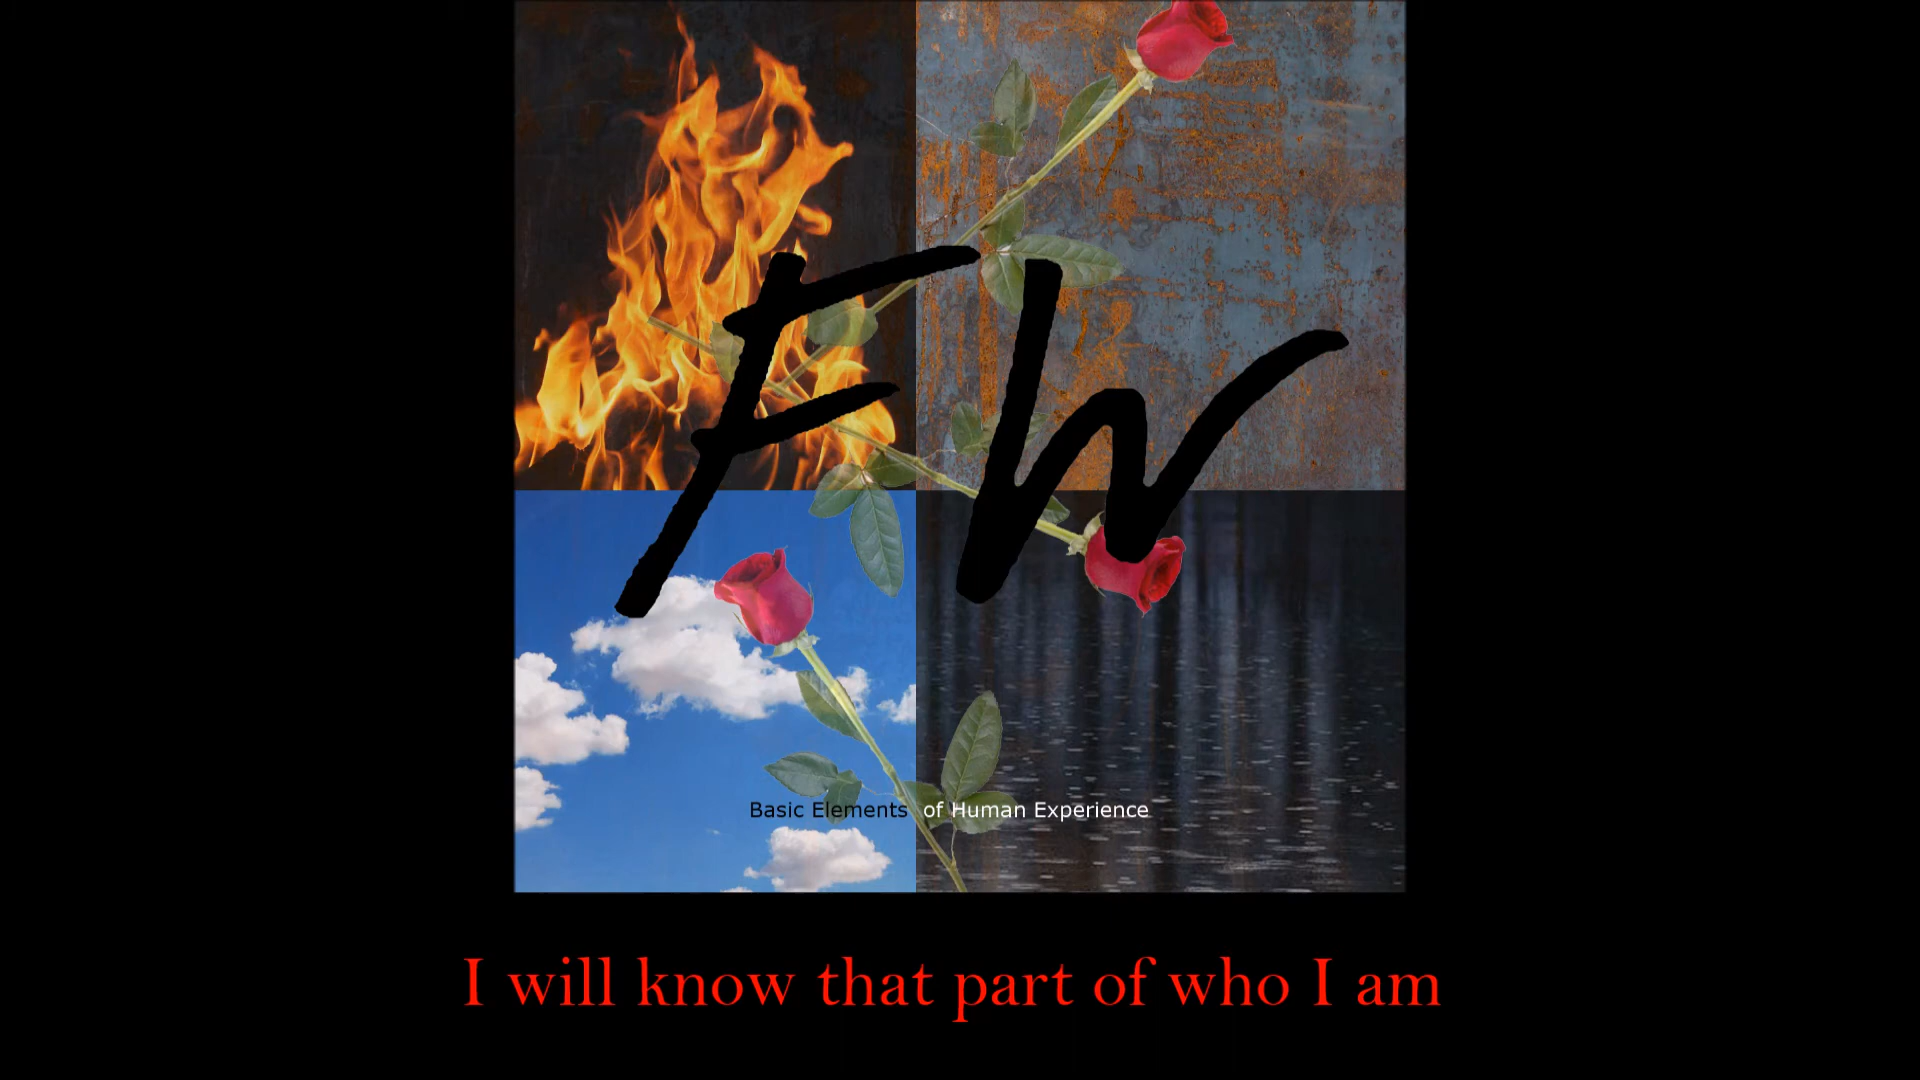 FW
Basic Elements of Human Experience
I will know that part of who I am